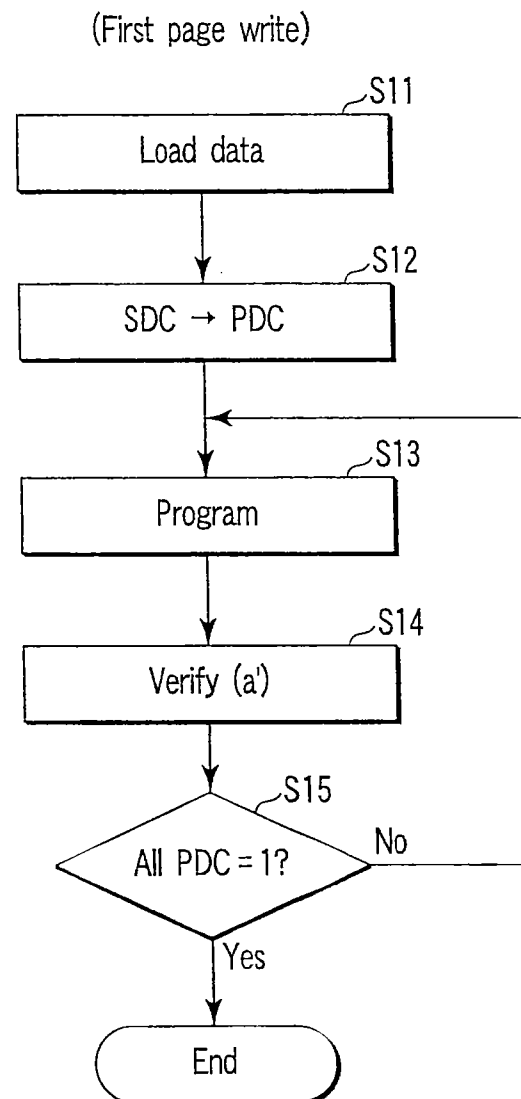 (First page write)
S11
Load data
S12
SDC → PDC
S13
Program
S14
Verify (a')
S15
All PDC = 1?
No
Yes
End